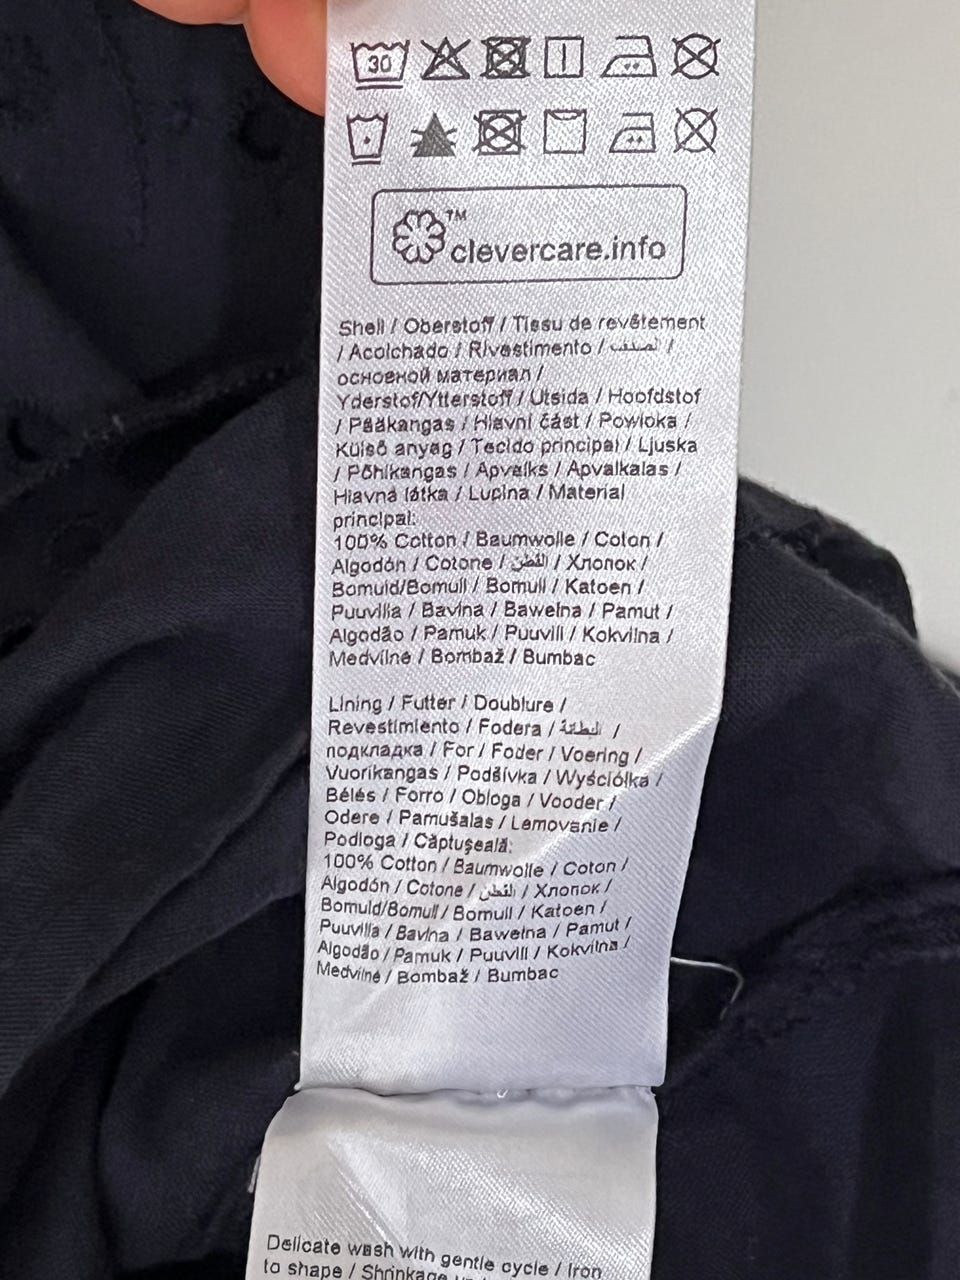 30
™
clevercare.info
Shell / Oberstoff / Tissu de revêtement
/ Acolchado / Rivestimento / /
основной материал /
Yderstof/Ytterstoff / Utsida / Hoofdstof
/ Pääkangas / Hlavní část / Powloka /
Külső anyag / Tecido principal / Ljuska
/ Põhikangas / Apvalks / Apvalkalas /
Hlavná látka / Lupina / Material
principal:
100% Cotton / Baumwolle / Coton /
Algodón / Cotone / القطن / Хлопок /
Bomuld/Bomull / Bomull / Katoen /
Puuvilla / Bavlna / Bawełna / Pamut /
Algodão / Pamuk / Puuvill / Kokvilna /
Medvilnė / Bombaž / Bumbac
Lining / Futter / Doublure /
Revestimiento / Fodera / البطانة /
подкладка / For / Foder / Voering /
Vuorikangas / Podšívka / Wyściółka /
Bélés / Forro / Obloga / Vooder /
Odere / Pamušalas / Lemovanie /
Podloga / Căptuşeală:
100% Cotton / Baumwolle / Coton /
Algodón / Cotone / القطن / Хлопок /
Bomuld/Bomull / Bomull / Katoen /
Puuvilla / Bavlna / Bawełna / Pamut /
Algodão / Pamuk / Puuvill / Kokvilna /
Medvilnė / Bombaž / Bumbac
Delicate wash with gentle cycle / Iron
to shape / Shrinkage